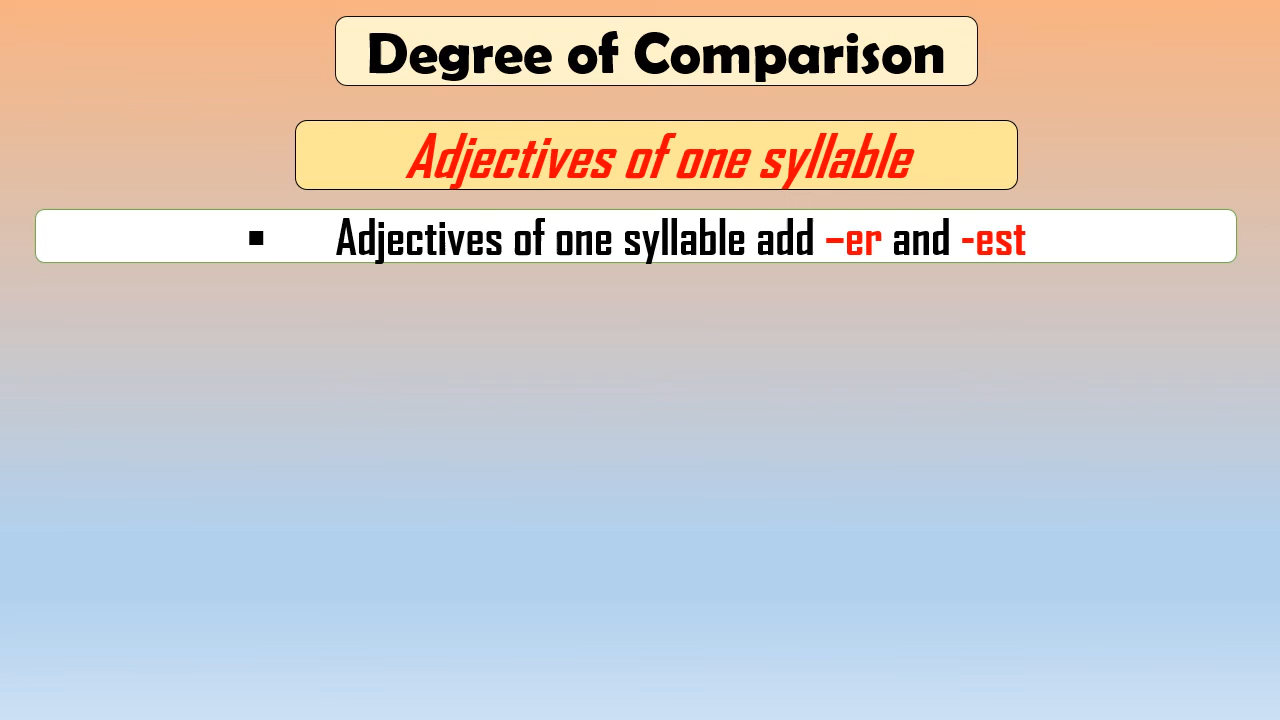 Degree of Comparison
Adjectives of one syllable
▪ Adjectives of one syllable add –er and -est